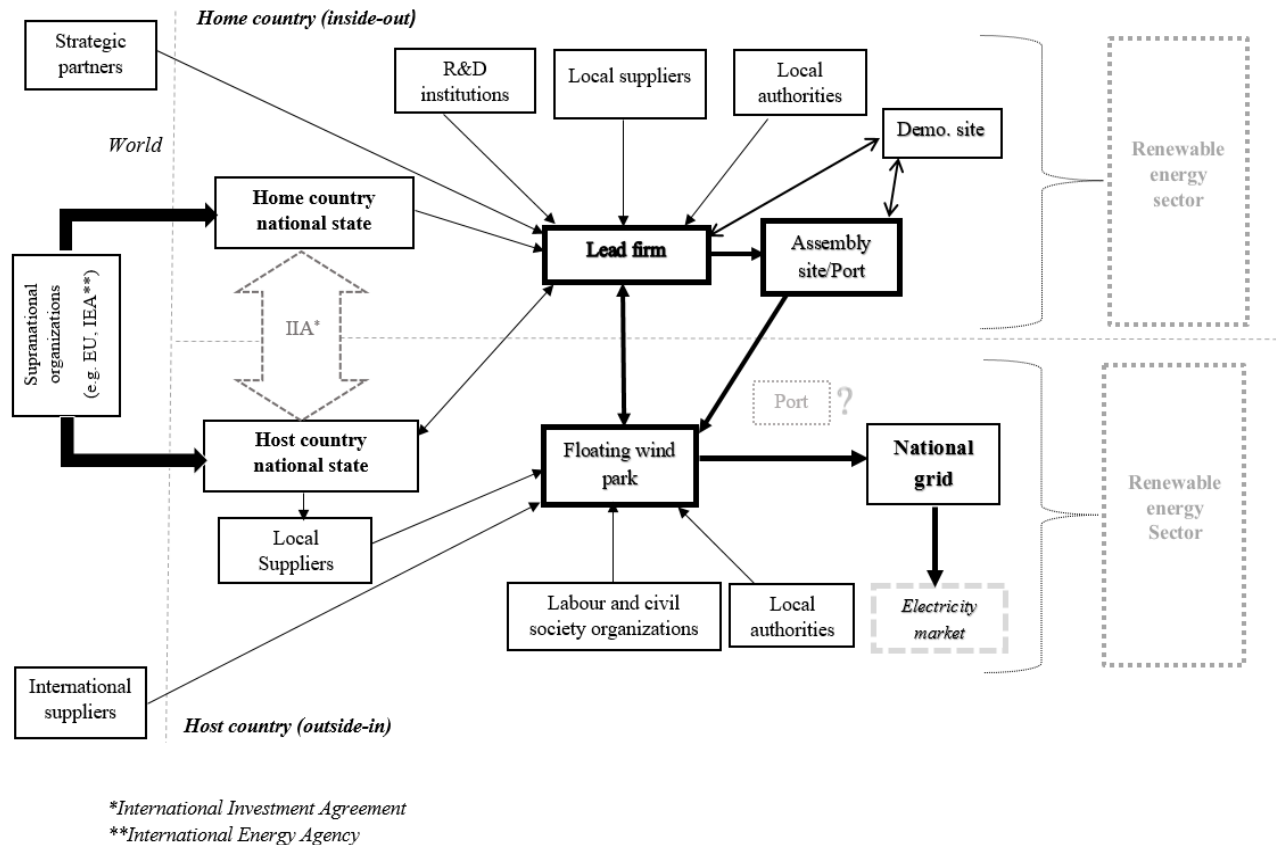 Home country (inside-out)
Strategic
partners
R&D
institutions
Local suppliers
Local
authorities
Demo. site
World
Renewable
energy
sector
Home country
national state
Lead firm
Assembly
site/Port
Supranational
organizations
(e.g. EU, IEA**)
IIA*
Port ?
Host country
national state
Floating wind
park
National
grid
Renewable
energy
Sector
Local
Suppliers
Labour and civil
society organizations
Local
authorities
Electricity
market
International
suppliers
Host country (outside-in)
*International Investment Agreement
**International Energy Agency